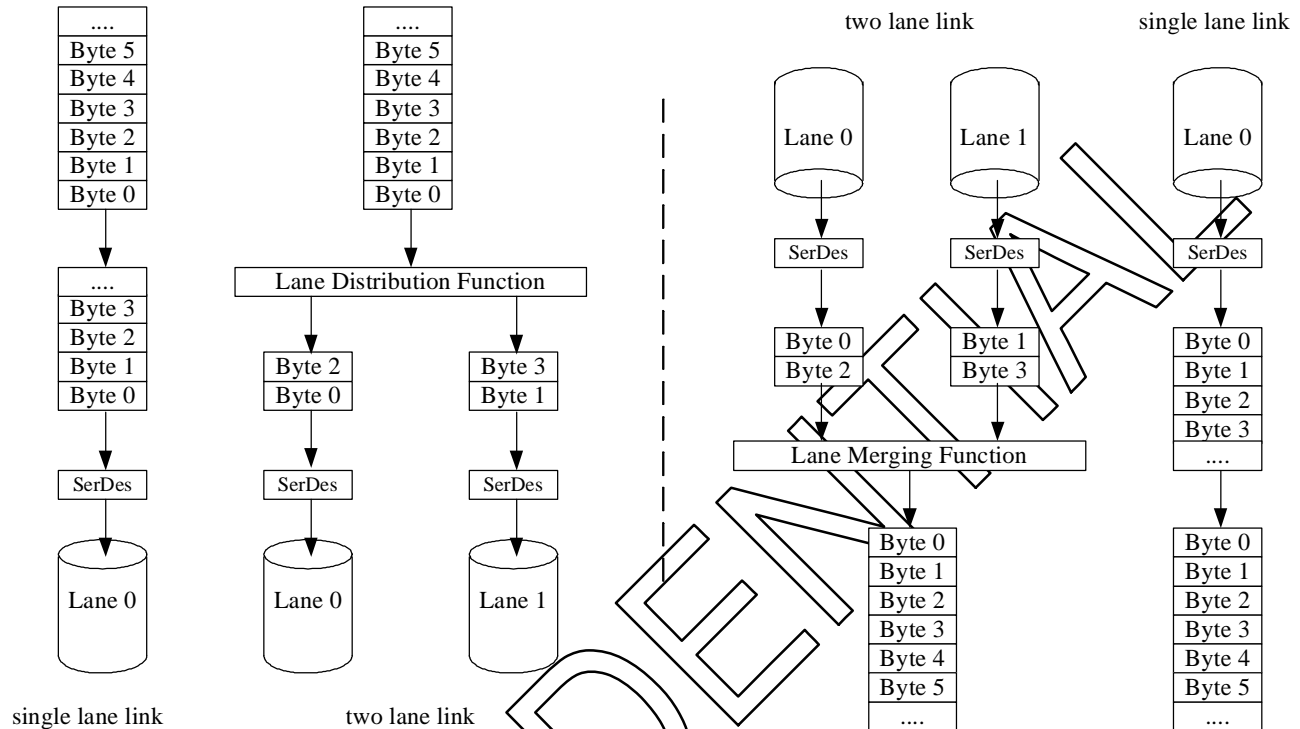 ....
Byte 5
Byte 4
Byte 3
Byte 2
Byte 1
Byte 0
....
Byte 3
Byte 2
Byte 1
Byte 0
SerDes
Lane 0
single lane link
....
Byte 5
Byte 4
Byte 3
Byte 2
Byte 1
Byte 0
Lane Distribution Function
Byte 2
Byte 0
SerDes
Lane 0
Byte 3
Byte 1
SerDes
Lane 1
two lane link
two lane link
Lane 0
SerDes
Byte 0
Byte 2
Lane 1
SerDes
Byte 1
Byte 3
Lane Merging Function
Byte 0
Byte 1
Byte 2
Byte 3
Byte 4
Byte 5
....
single lane link
Lane 0
SerDes
Byte 0
Byte 1
Byte 2
Byte 3
....
Byte 0
Byte 1
Byte 2
Byte 3
Byte 4
Byte 5
....
DENTIAL